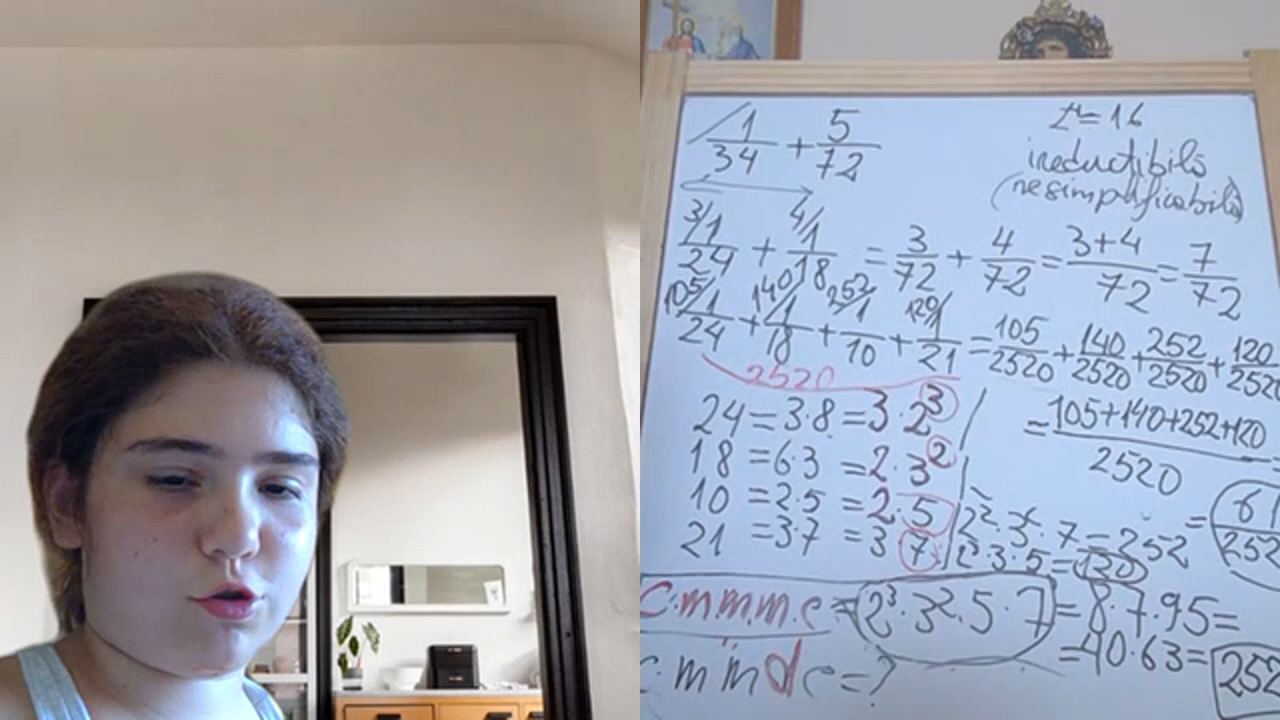 1/34 + 5/72
2⁴=16
ireductibilă
(nesimplificabilă)
3/1/24 + 4/1/18 = 3/72 + 4/72 = 3+4/72 = 7/72
105/1/24 + 140/1/18 + 252/1/10 + 120/1/21 = 105/2520 + 140/2520 + 252/2520 + 120/2520
2520
= 105+140+252+120/2520 =
24 = 3·8 = 3·2³
18 = 6·3 = 2·3²
10 = 2·5 = 2·5
21 = 3·7 = 3 7
2²·3²·7 = 252
2²·3·5 = 120
= 61/252
c.m.m.m.c = 2³·3²·5·7 = 8·7·9 5 =
= 40·63 = 252
c.m m d c = ?